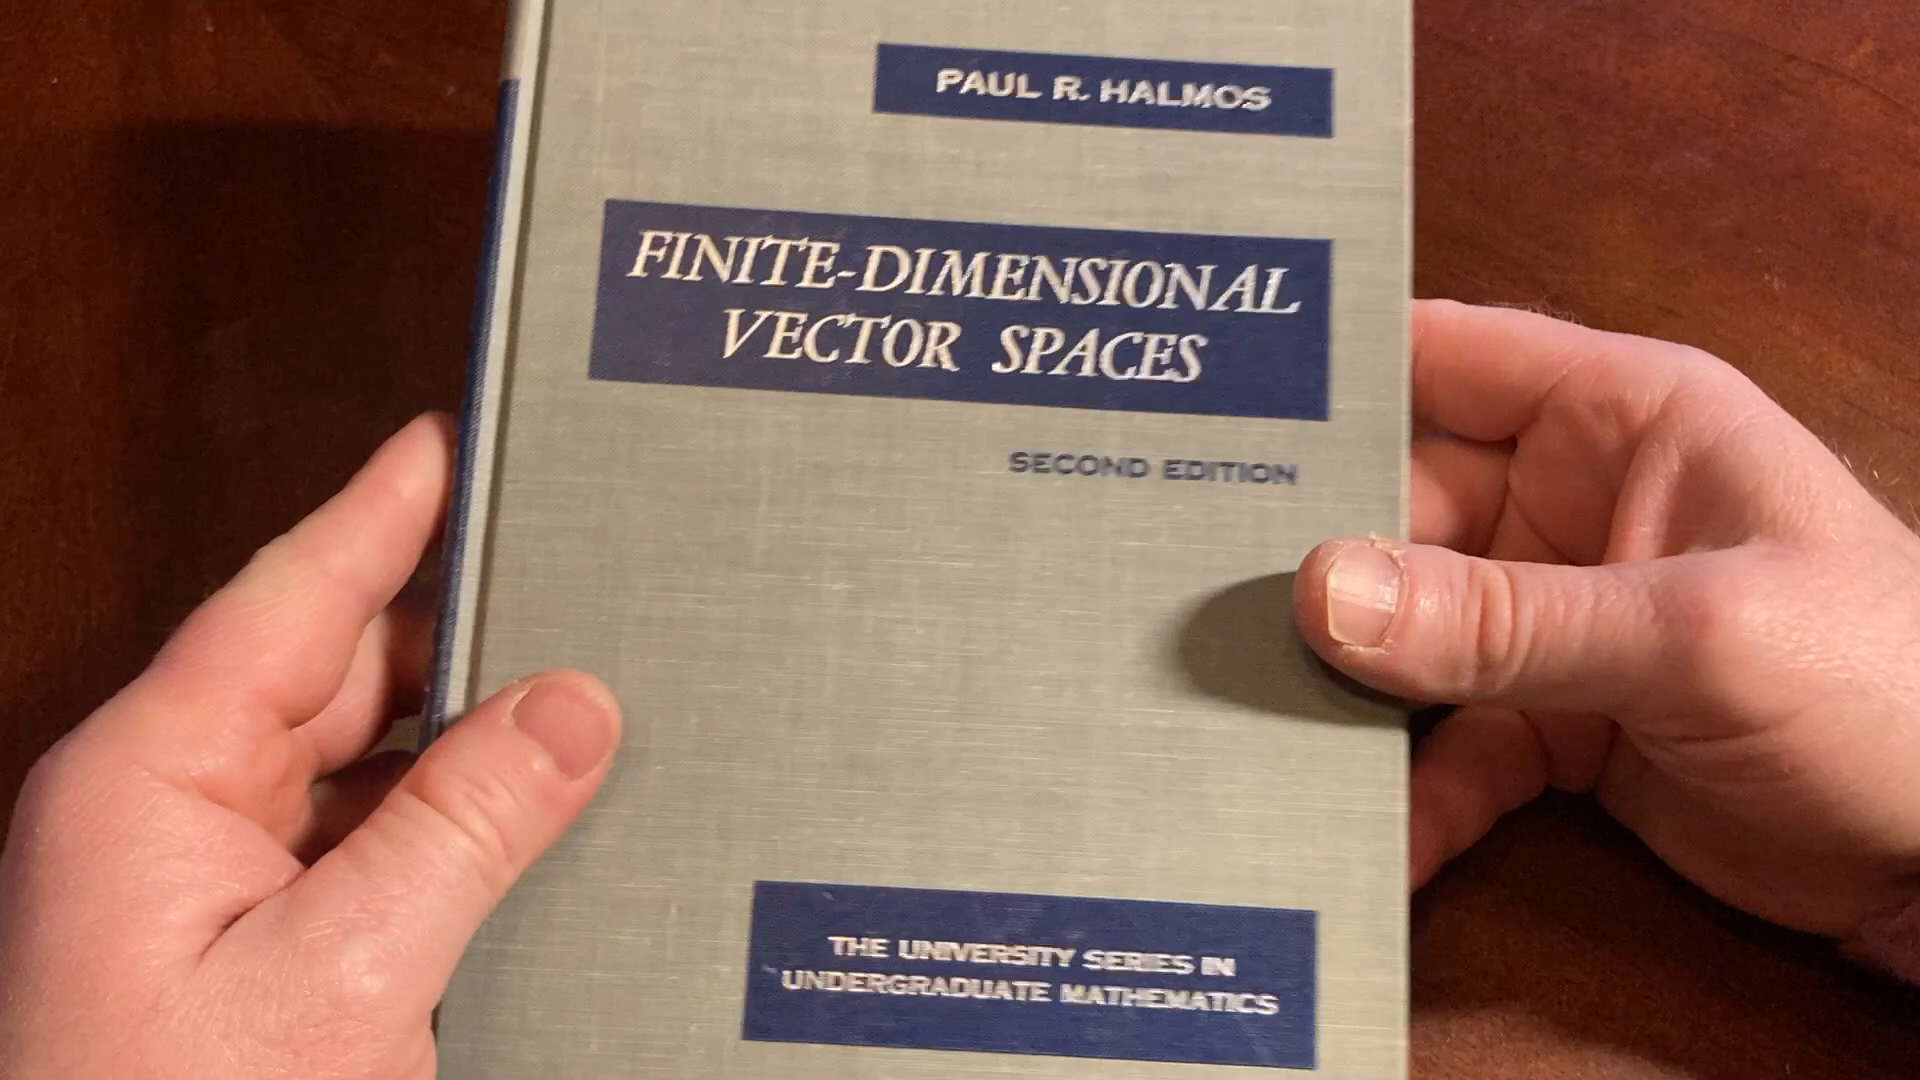 PAUL R. HALMOS
FINITE-DIMENSIONAL
VECTOR SPACES
SECOND EDITION
THE UNIVERSITY SERIES IN
UNDERGRADUATE MATHEMATICS